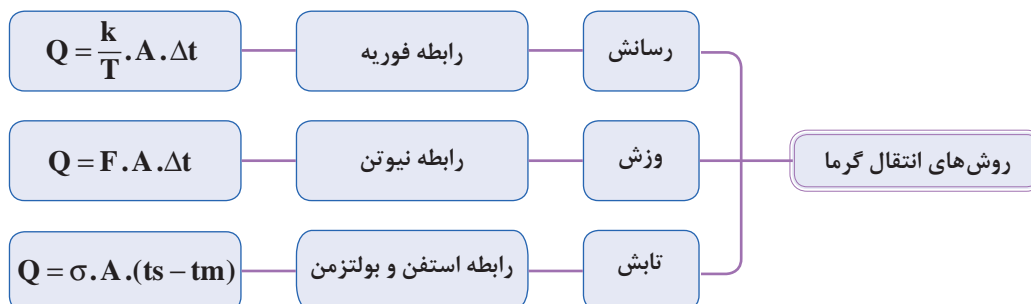 روش‌های انتقال گرما
رسانش
رابطه فوریه
Q = k/T . A . Δt
وزش
رابطه نیوتن
Q = F . A . Δt
تابش
رابطه استفن و بولتزمن
Q = σ . A . (ts − tm)